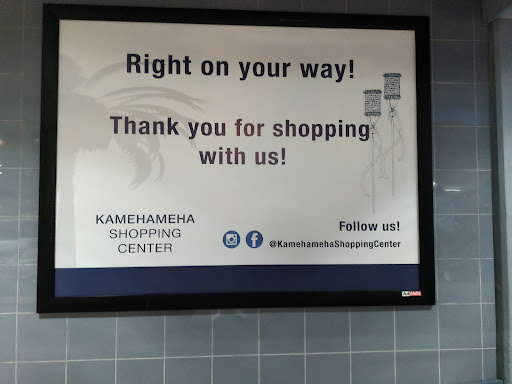 Right on your way!
Thank you for shopping
with us!
KAMEHAMEHA
SHOPPING
CENTER
Follow us!
@KamehamehaShoppingCenter